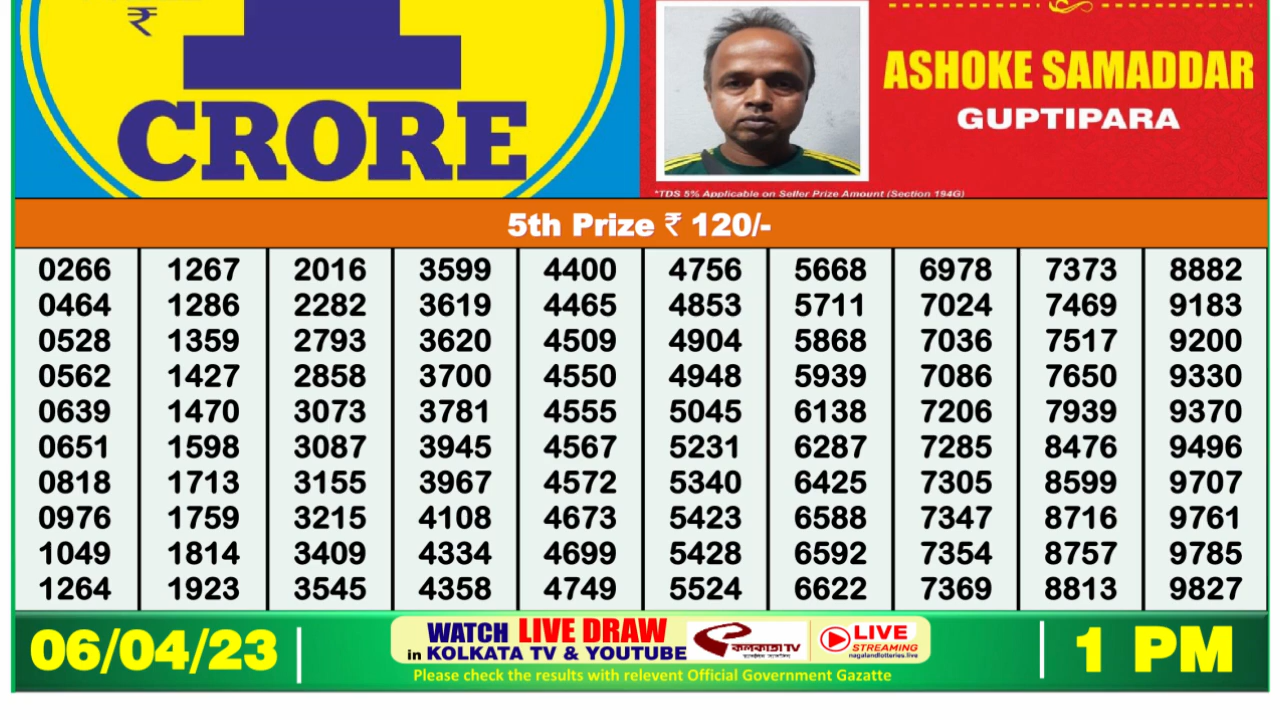 ₹ 1
CRORE
ASHOKE SAMADDAR
GUPTIPARA
*TDS 5% Applicable on Seller Prize Amount (Section 194G)
5th Prize ₹ 120/-
0266 1267 2016 3599 4400 4756 5668 6978 7373 8882
0464 1286 2282 3619 4465 4853 5711 7024 7469 9183
0528 1359 2793 3620 4509 4904 5868 7036 7517 9200
0562 1427 2858 3700 4550 4948 5939 7086 7650 9330
0639 1470 3073 3781 4555 5045 6138 7206 7939 9370
0651 1598 3087 3945 4567 5231 6287 7285 8476 9496
0818 1713 3155 3967 4572 5340 6425 7305 8599 9707
0976 1759 3215 4108 4673 5423 6588 7347 8716 9761
1049 1814 3409 4334 4699 5428 6592 7354 8757 9785
1264 1923 3545 4358 4749 5524 6622 7369 8813 9827
06/04/23
WATCH LIVE DRAW
in KOLKATA TV & YOUTUBE
কলকাতা TV
LIVE
STREAMING
nagalandlotteries.live
Please check the results with relevent Official Government Gazatte
1 PM